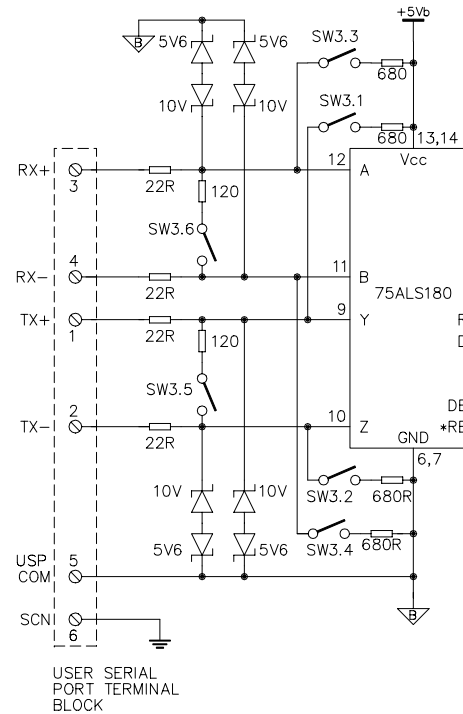 +5Vb
B
5V6
5V6
SW3.3
680
10V
10V
SW3.1
680
13,14
Vcc
RX+
3
22R
12
A
120
SW3.6
RX−
4
22R
11
B
75ALS180
TX+
1
22R
9
Y
R
D
120
SW3.5
DE
*RE
TX−
2
22R
10
Z
GND
6,7
10V
10V
SW3.2
680R
5V6
5V6
SW3.4
680R
USP
COM
5
B
SCN
6
USER SERIAL
PORT TERMINAL
BLOCK